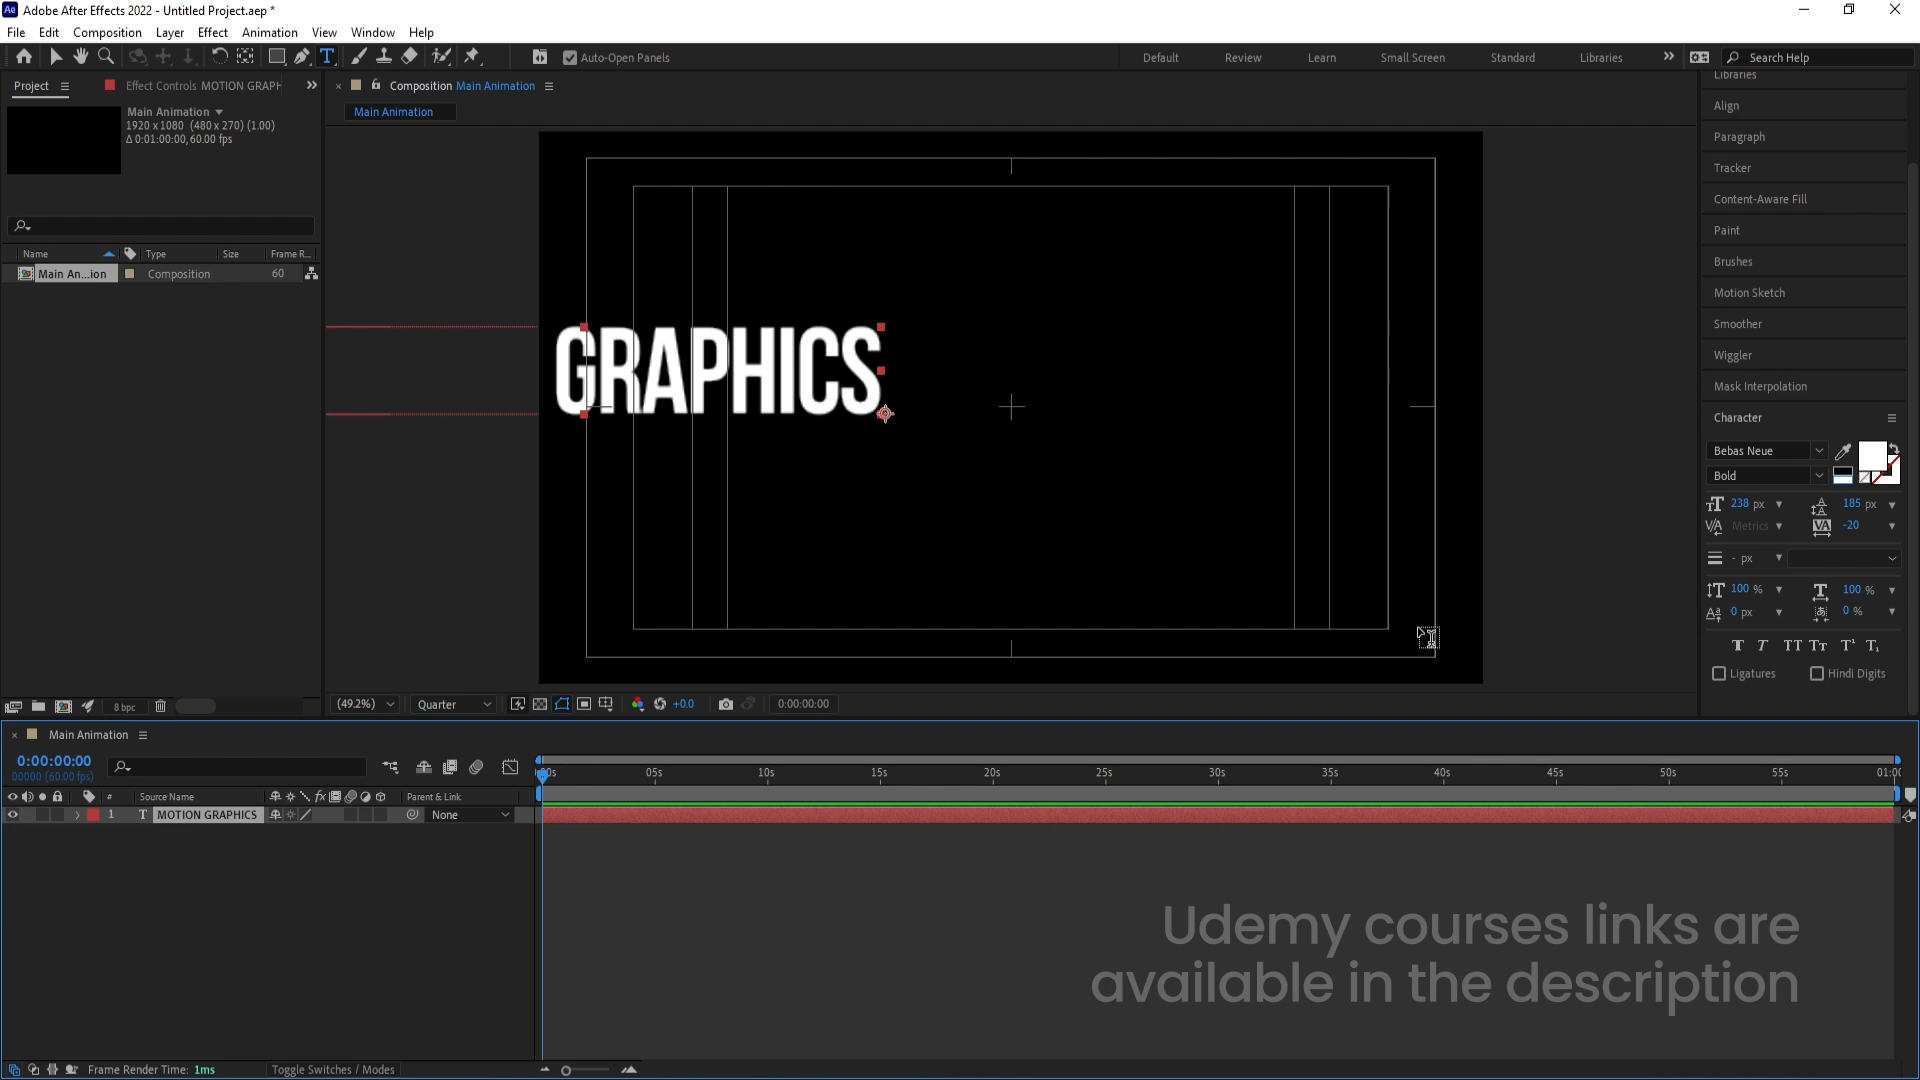 Adobe After Effects 2022 - Untitled Project.aep *
File Edit Composition Layer Effect Animation View Window Help
Auto-Open Panels Default Review Learn Small Screen Standard Libraries Search Help
Project Effect Controls MOTION GRAPH
Composition Main Animation
Main Animation
Main Animation
1920 x 1080 (480 x 270) (1.00)
Δ 0:01:00:00, 60.00 fps
Name Type Size Frame R...
Main An...ion Composition 60
8 bpc
GRAPHICS
(49.2%) Quarter +0.0 0:00:00:00
Libraries
Align
Paragraph
Tracker
Content-Aware Fill
Paint
Brushes
Motion Sketch
Smoother
Wiggler
Mask Interpolation
Character
Bebas Neue
Bold
238 px 185 px
Metrics -20
- px
100 % 100 %
0 px 0 %
Ligatures Hindi Digits
Main Animation
0:00:00:00
00000 (60.00 fps)
# Source Name Parent & Link
1 MOTION GRAPHICS None
:00s 05s 10s 15s 20s 25s 30s 35s 40s 45s 50s 55s 01:00
Udemy courses links are
available in the description
Frame Render Time: 1ms Toggle Switches / Modes